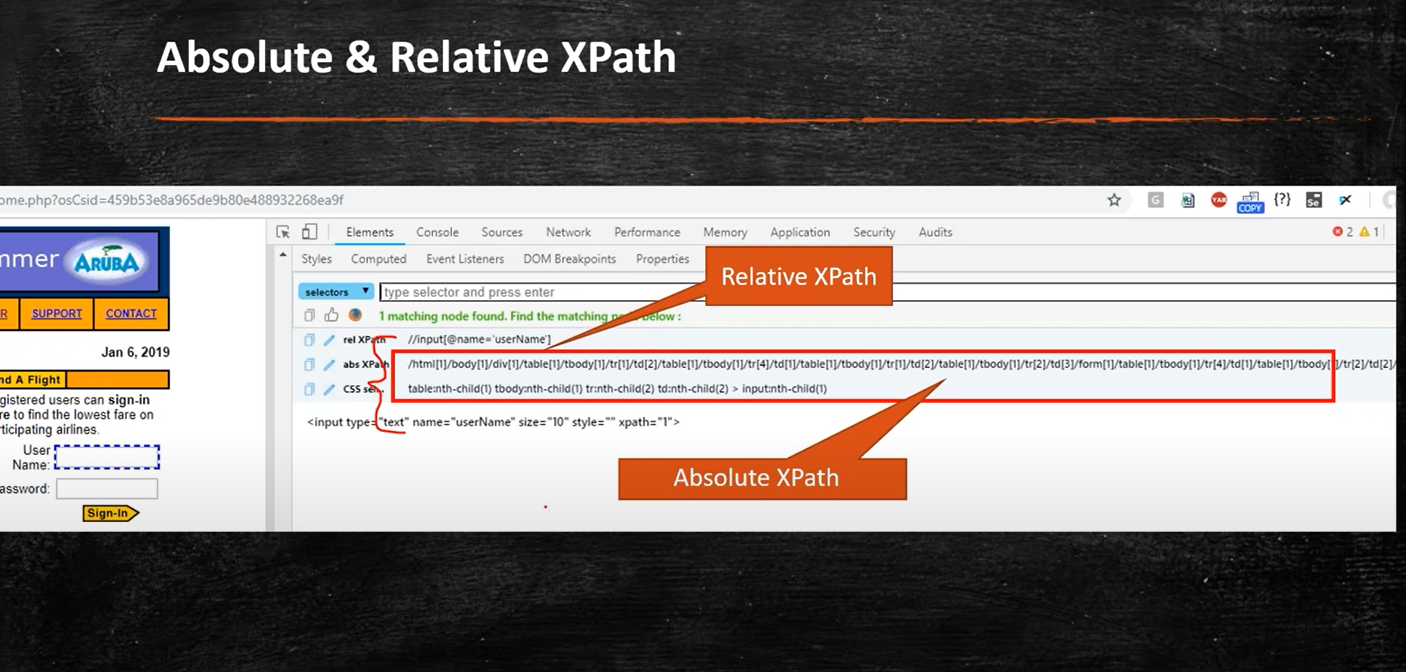 Absolute & Relative XPath
ome.php?osCsid=459b53e8a965de9b80e488932268ea9f
G
YAB
COPY
{?}
Se
mmer ARUBA
R SUPPORT CONTACT
Jan 6, 2019
nd A Flight
gistered users can sign-in
re to find the lowest fare on
rticipating airlines.
User
Name:
assword:
Sign-In
Elements Console Sources Network Performance Memory Application Security Audits
2 1
Styles Computed Event Listeners DOM Breakpoints Properties
Relative XPath
selectors type selector and press enter
1 matching node found. Find the matching node below :
rel XPath //input[@name='userName']
abs XPath /html[1]/body[1]/div[1]/table[1]/tbody[1]/tr[1]/td[2]/table[1]/tbody[1]/tr[4]/td[1]/table[1]/tbody[1]/tr[1]/td[2]/table[1]/tbody[1]/tr[2]/td[3]/form[1]/table[1]/tbody[1]/tr[4]/td[1]/table[1]/tbody[1]/tr[2]/td[2]/
CSS sel... table:nth-child(1) tbody:nth-child(1) tr:nth-child(2) td:nth-child(2) > input:nth-child(1)
<input type="text" name="userName" size="10" style="" xpath="1">
Absolute XPath